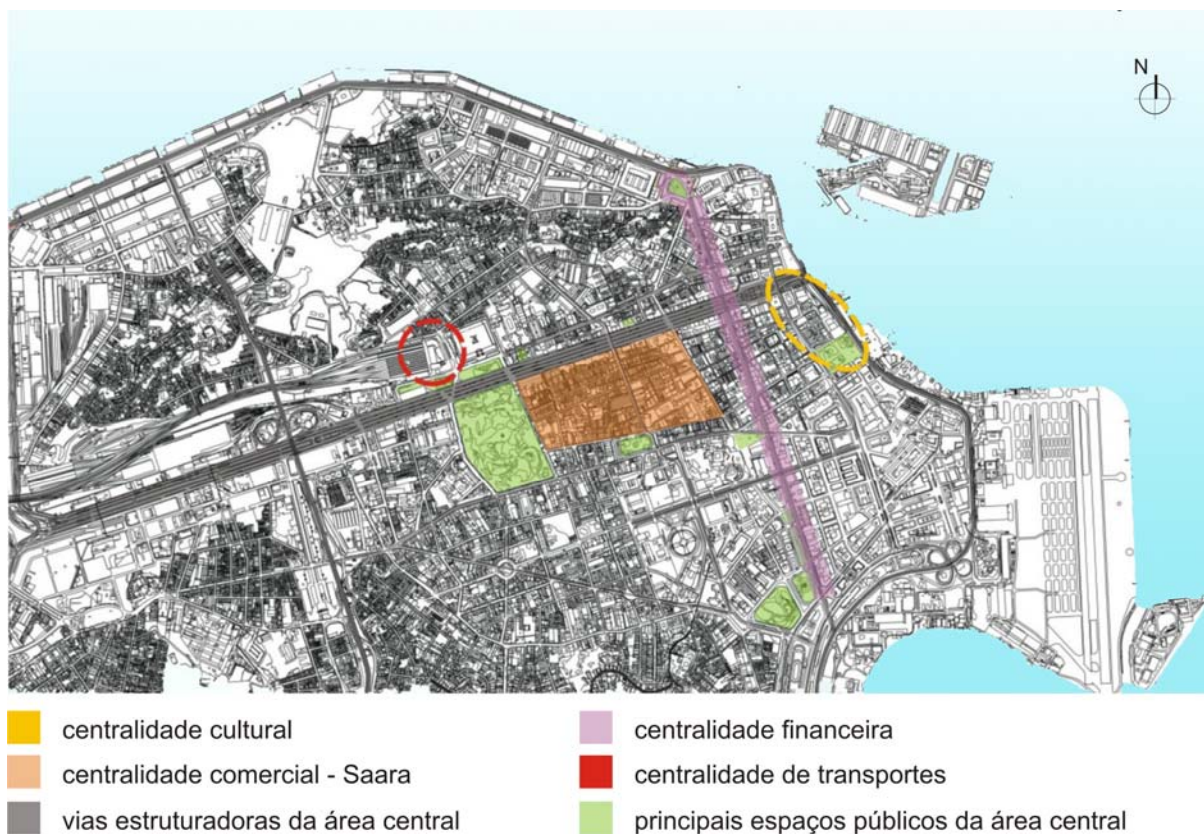 N
centralidade cultural
centralidade comercial - Saara
vias estruturadoras da área central
centralidade financeira
centralidade de transportes
principais espaços públicos da área central